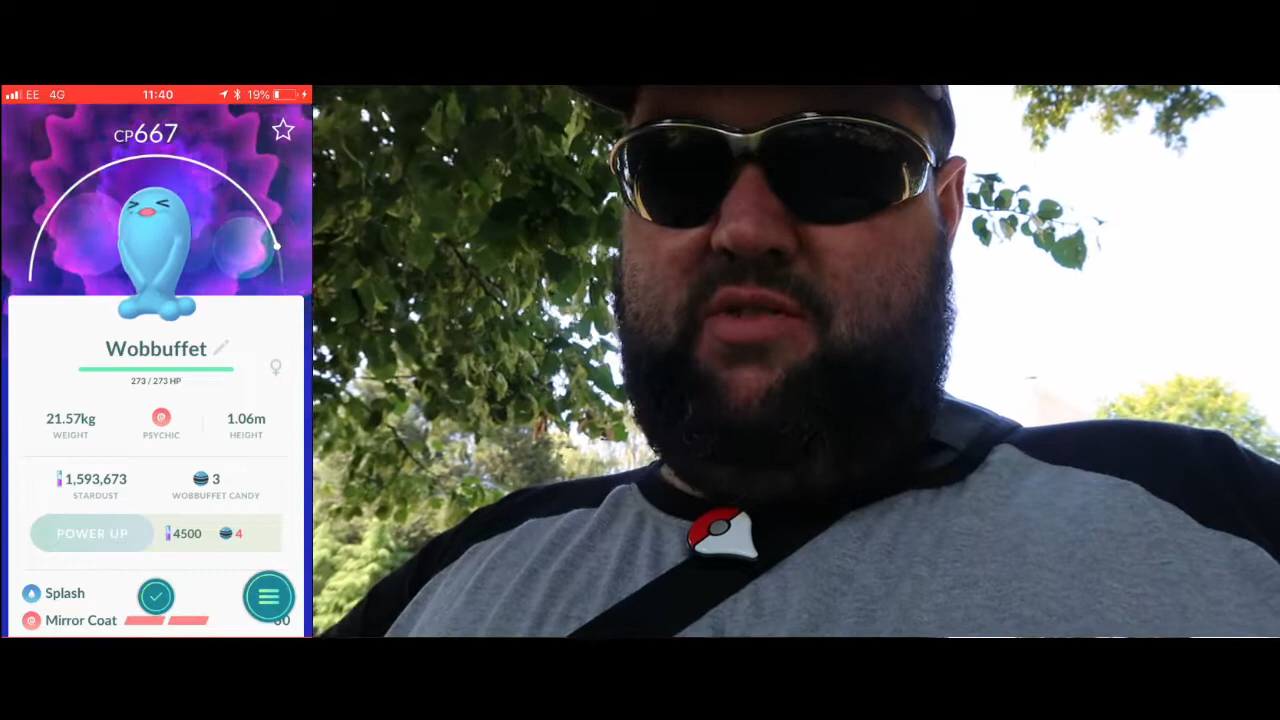 EE 4G 11:40 19%
CP667
Wobbuffet
273 / 273 HP
21.57kg 1.06m
WEIGHT PSYCHIC HEIGHT
1,593,673 3
STARDUST WOBBUFFET CANDY
POWER UP 4500 4
Splash
Mirror Coat